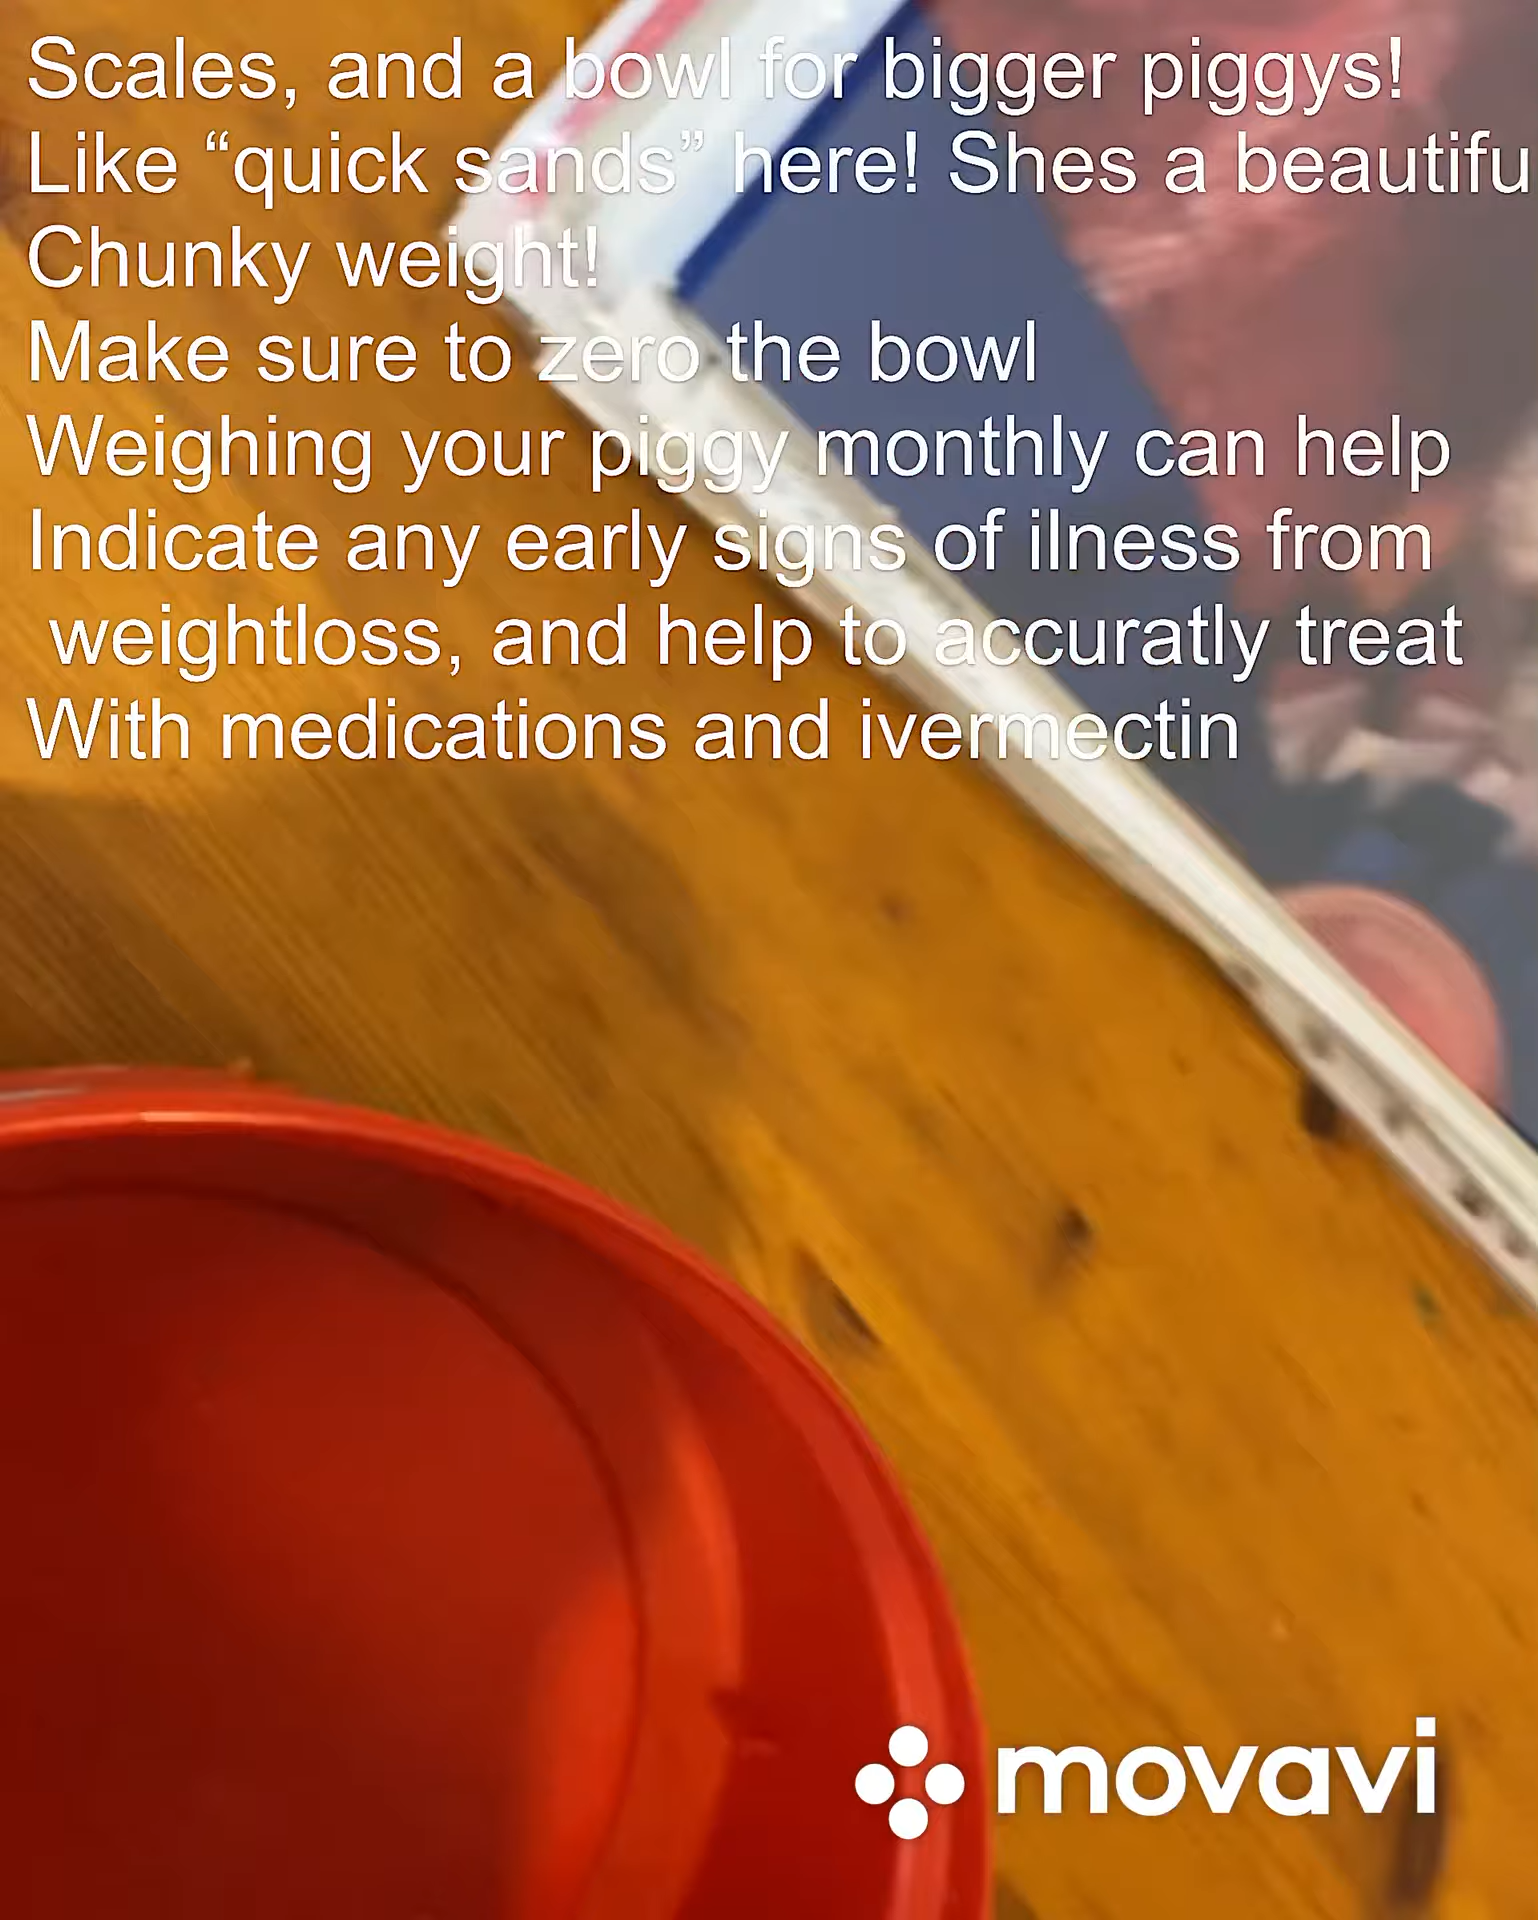 Scales, and a bowl for bigger piggys!
Like “quick sands” here! Shes a beautifu
Chunky weight!
Make sure to zero the bowl
Weighing your piggy monthly can help
Indicate any early signs of ilness from
weightloss, and help to accuratly treat
With medications and ivermectin
movavi